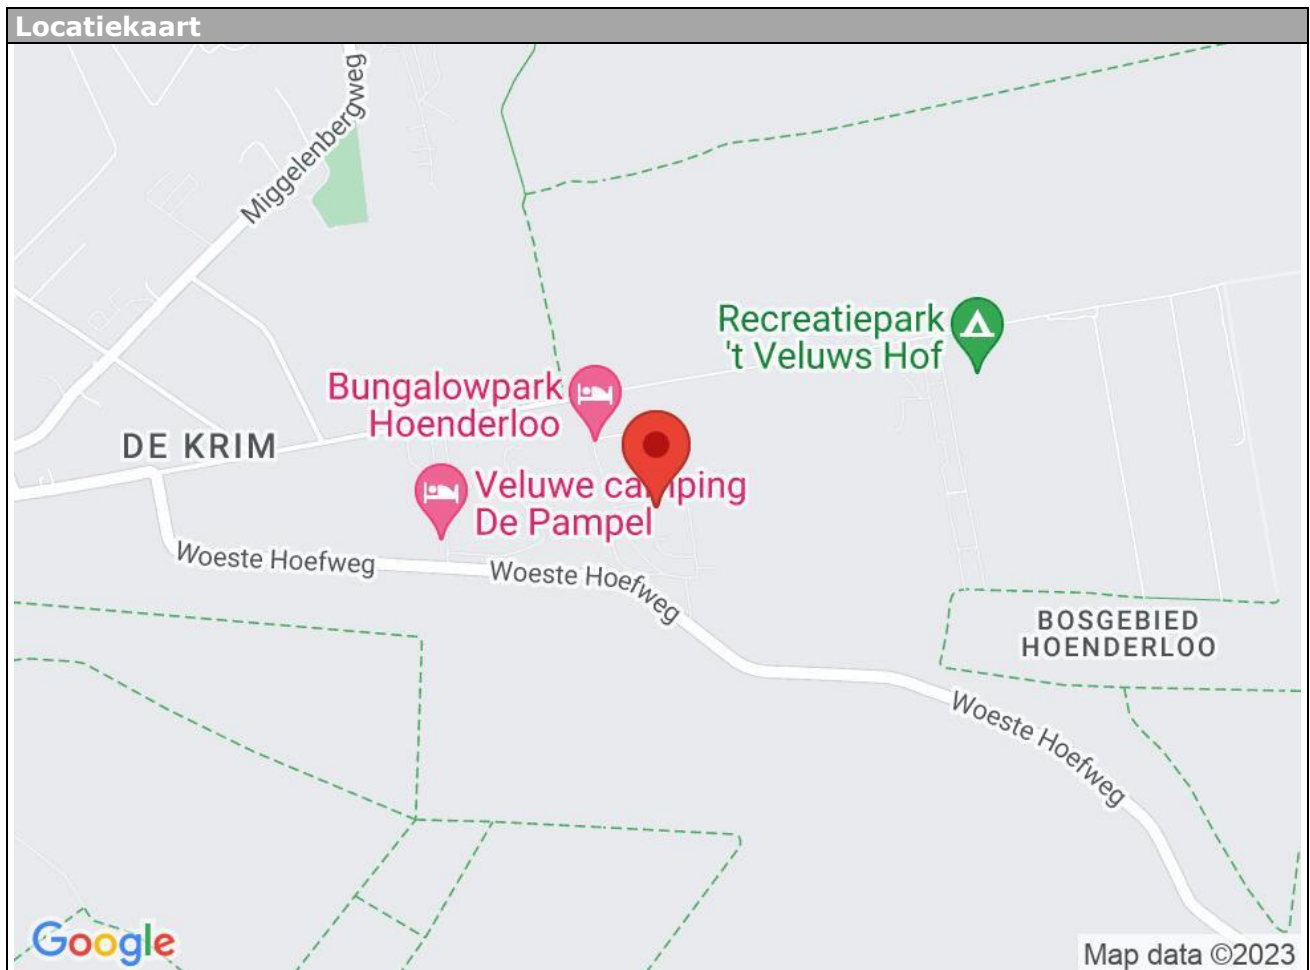 Locatiekaart
Miggelenbergweg
Recreatiepark
't Veluws Hof
Bungalowpark
Hoenderloo
DE KRIM
Veluwe camping
De Pampel
Woeste Hoefweg
Woeste Hoefweg
BOSGEBIED
HOENDERLOO
Woeste Hoefweg
Google
Map data ©2023